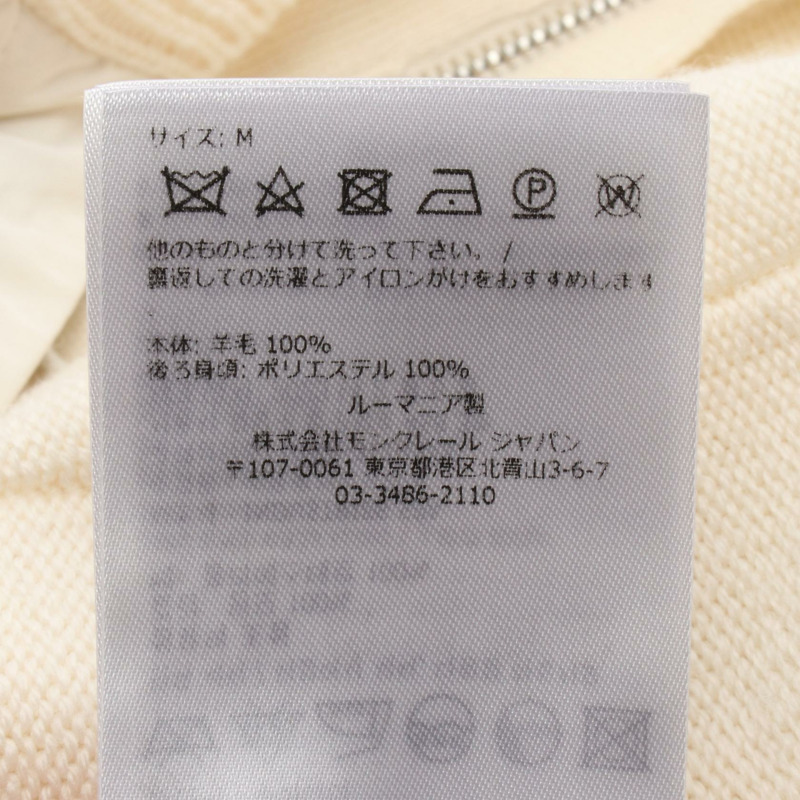 サイズ: M
他のものと分けて洗って下さい。 /
裏返しての洗濯とアイロンがけをおすすめします
.
本体: 羊毛 100%
後ろ身頃: ポリエステル 100%
ルーマニア製
株式会社モンクレール ジャパン
〒107-0061 東京都港区北青山3-6-7
03-3486-2110